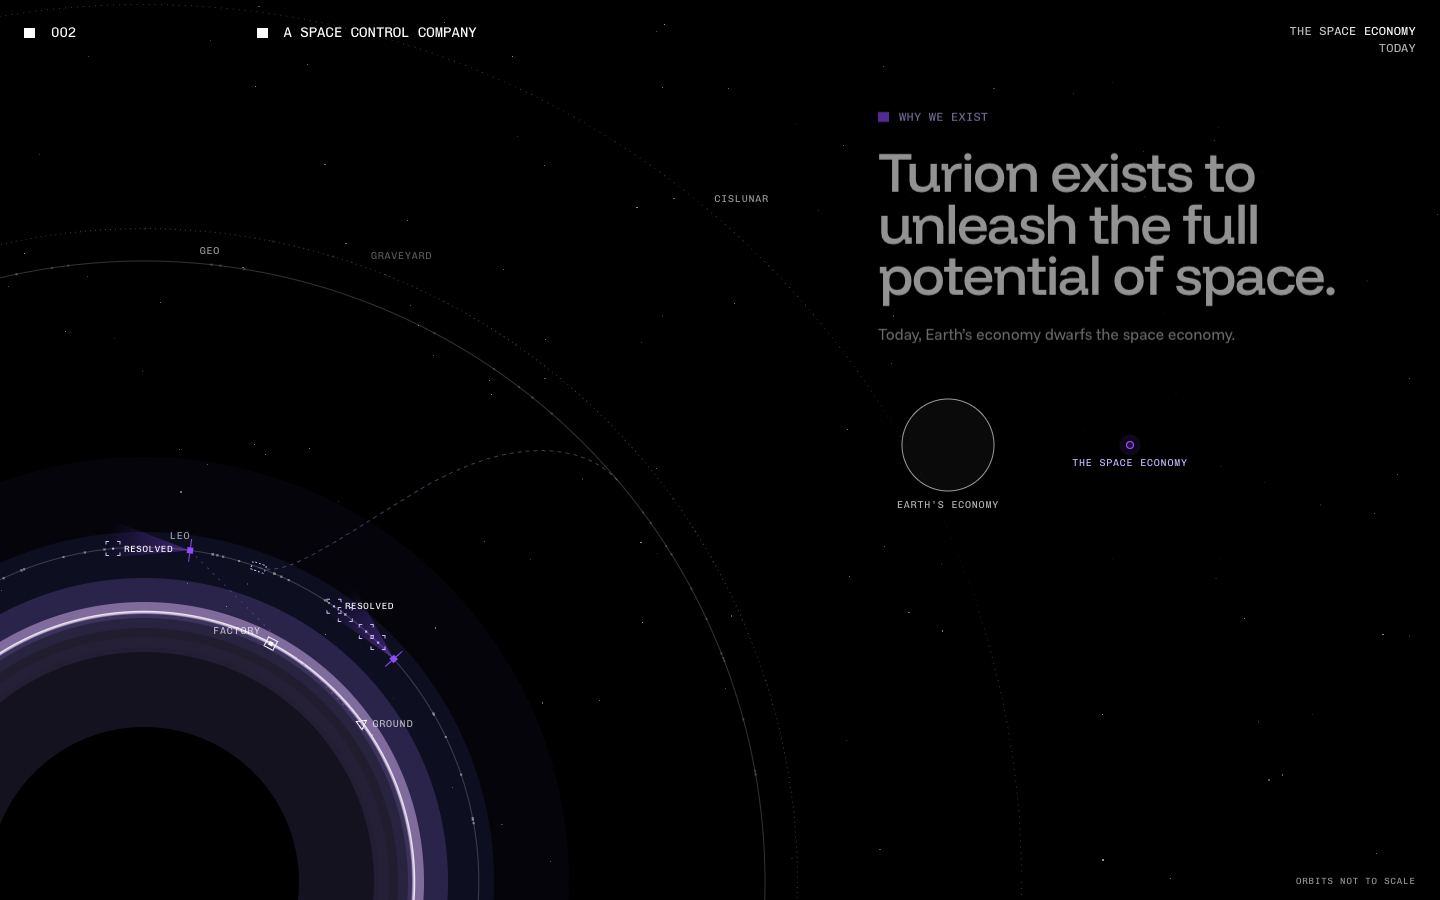 002
A SPACE CONTROL COMPANY
THE SPACE ECONOMY
TODAY
WHY WE EXIST
Turion exists to
unleash the full
potential of space.
Today, Earth’s economy dwarfs the space economy.
CISLUNAR
GEO
GRAVEYARD
EARTH'S ECONOMY
THE SPACE ECONOMY
LEO
RESOLVED
RESOLVED
FACTORY
GROUND
ORBITS NOT TO SCALE